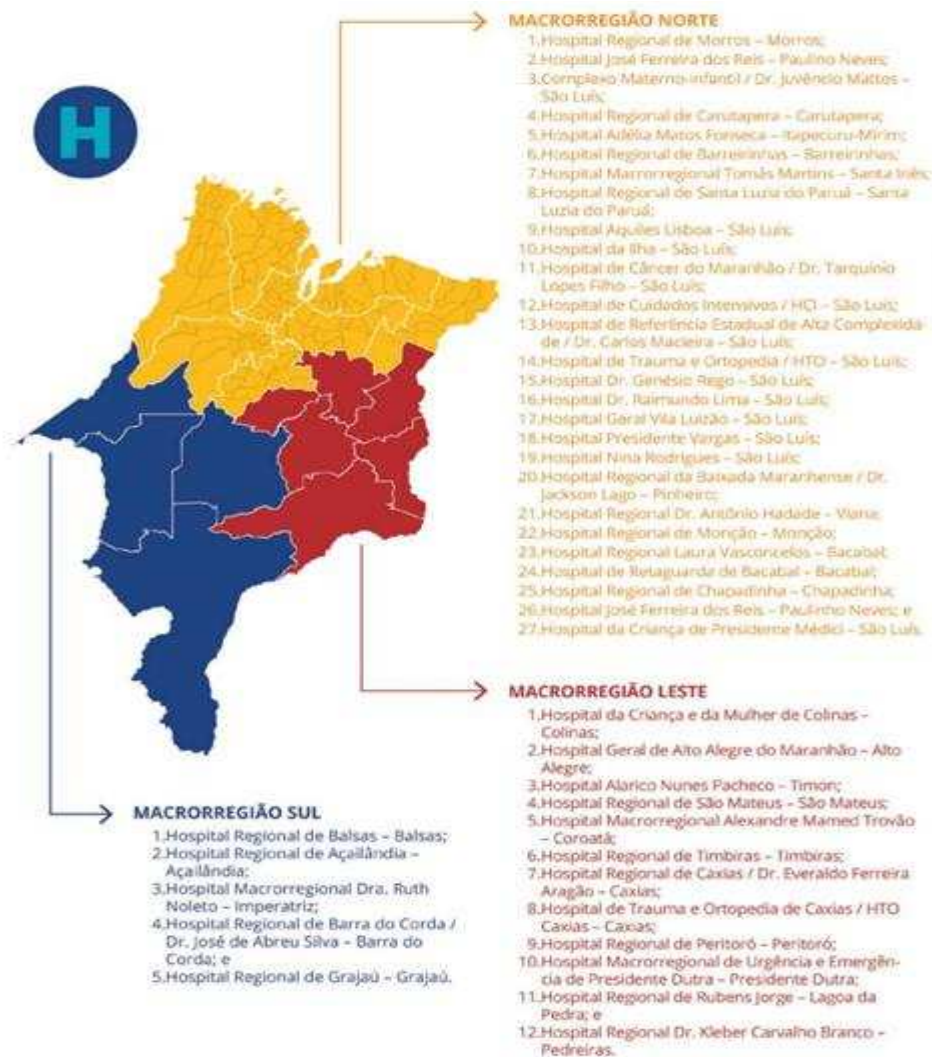 MACRORREGIÃO NORTE
1.Hospital Regional de Morros – Morros;
2.Hospital José Ferreira dos Reis – Paulino Neves;
3.Complexo Materno-infantil / Dr. Juvêncio Mattos –
São Luís;
4.Hospital Regional de Carutapera – Carutapera;
5.Hospital Adélia Matos Fonseca – Itapecuru-Mirim;
6.Hospital Regional de Barreirinhas – Barreirinhas;
7.Hospital Marrorregional Tomás Martins – Santa Inês;
8.Hospital Regional de Santa Luzia do Paruá – Santa
Luzia do Paruá;
9.Hospital Aquiles Lisboa – São Luís;
10.Hospital da Ilha – São Luís;
11.Hospital de Câncer do Maranhão / Dr. Tarquinio
Lopes Filho – São Luís;
12.Hospital de Cuidados Intensivos / HCI – São Luís;
13.Hospital de Referência Estadual de Alta Complexida-
de / Dr. Carlos Macieira – São Luís;
14.Hospital de Trauma e Ortopedia / HTO – São Luís;
15.Hospital Dr. Genésio Rego – São Luís;
16.Hospital Dr. Raimundo Lima – São Luís;
17.Hospital Geral Vila Luizão – São Luís;
18.Hospital Presidente Vargas – São Luís;
19.Hospital Nina Rodrigues – São Luís;
20.Hospital Regional da Baixada Maranhense / Dr.
Jackson Lago – Pinheiro;
21.Hospital Regional Dr. Antônio Hadade – Viana;
22.Hospital Regional de Monção – Monção;
23.Hospital Regional Laura Vasconcelos – Bacabal;
24.Hospital de Retaguarda de Bacabal – Bacabal;
25.Hospital Regional de Chapadinha – Chapadinha;
26.Hospital José Ferreira dos Reis – Paulinho Neves; e
27.Hospital da Criança de Presidente Médici – São Luís.
H
MACRORREGIÃO LESTE
1.Hospital da Criança e da Mulher de Colinas –
Colinas;
2.Hospital Geral de Alto Alegre do Maranhão – Alto
Alegre;
3.Hospital Alarico Nunes Pacheco – Timon;
4.Hospital Regional de São Mateus – São Mateus;
5.Hospital Macrorregional Alexandre Mamed Trovão
– Coroatá;
6.Hospital Regional de Timbiras – Timbiras;
7.Hospital Regional de Caxias / Dr. Everaldo Ferreira
Aragão – Caxias;
8.Hospital de Trauma e Ortopedia de Caxias / HTO
Caxias – Caxias;
9.Hospital Regional de Peritoró – Peritoró;
10.Hospital Macrorregional de Urgência e Emergên-
cia de Presidente Dutra – Presidente Dutra;
11.Hospital Regional de Rubens Jorge – Lagoa da
Pedra; e
12.Hospital Regional Dr. Kleber Carvalho Branco –
Pedreiras.
MACRORREGIÃO SUL
1.Hospital Regional de Balsas – Balsas;
2.Hospital Regional de Açailândia –
Açailândia;
3.Hospital Macrorregional Dra. Ruth
Noleto – Imperatriz;
4.Hospital Regional de Barra do Corda /
Dr. José de Abreu Silva – Barra do
Corda; e
5.Hospital Regional de Grajaú – Grajaú.